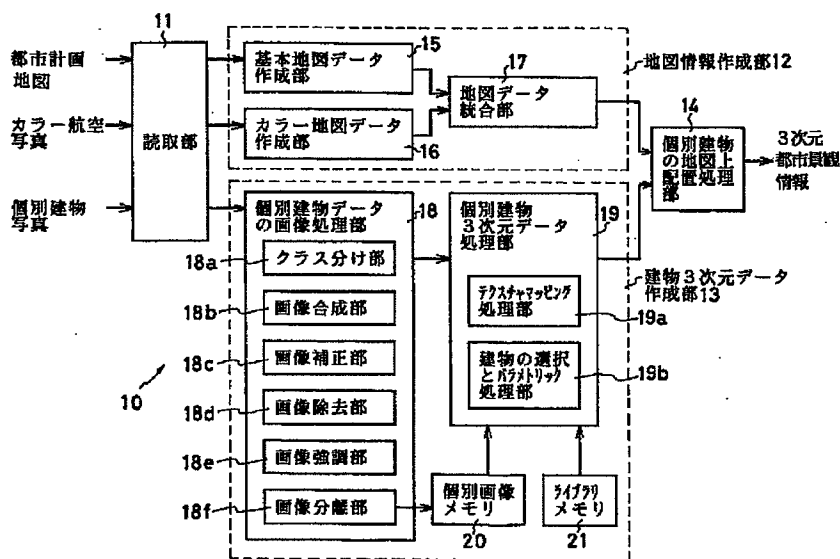 都市計画
地図
カラー航空
写真
個別建物
写真
11
読取部
15
基本地図データ
作成部
カラー地図データ
作成部
16
17
地図データ
統合部
地図情報作成部12
14
個別建物
の地図上
配置処理
部
3次元
都市景観
情報
個別建物データ
の画像処理部
18
18a
クラス分け部
18b
画像合成部
18c
画像補正部
18d
画像除去部
18e
画像強調部
18f
画像分離部
個別建物
3次元データ
処理部
19
テクスチャマッピング
処理部
19a
建物の選択
とパラメトリック
処理部
19b
建物3次元データ
作成部13
個別画像
メモリ
20
ライブラリ
メモリ
21
10